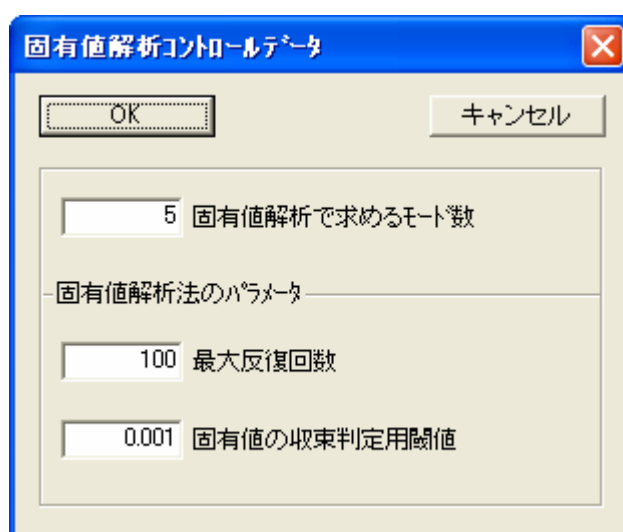 固有値解析ｺﾝﾄﾛｰﾙﾃﾞｰﾀ
OK
キャンセル
5 固有値解析で求めるﾓｰﾄﾞ数
固有値解析法のﾊﾟﾗﾒｰﾀ
100 最大反復回数
0.001 固有値の収束判定用閾値